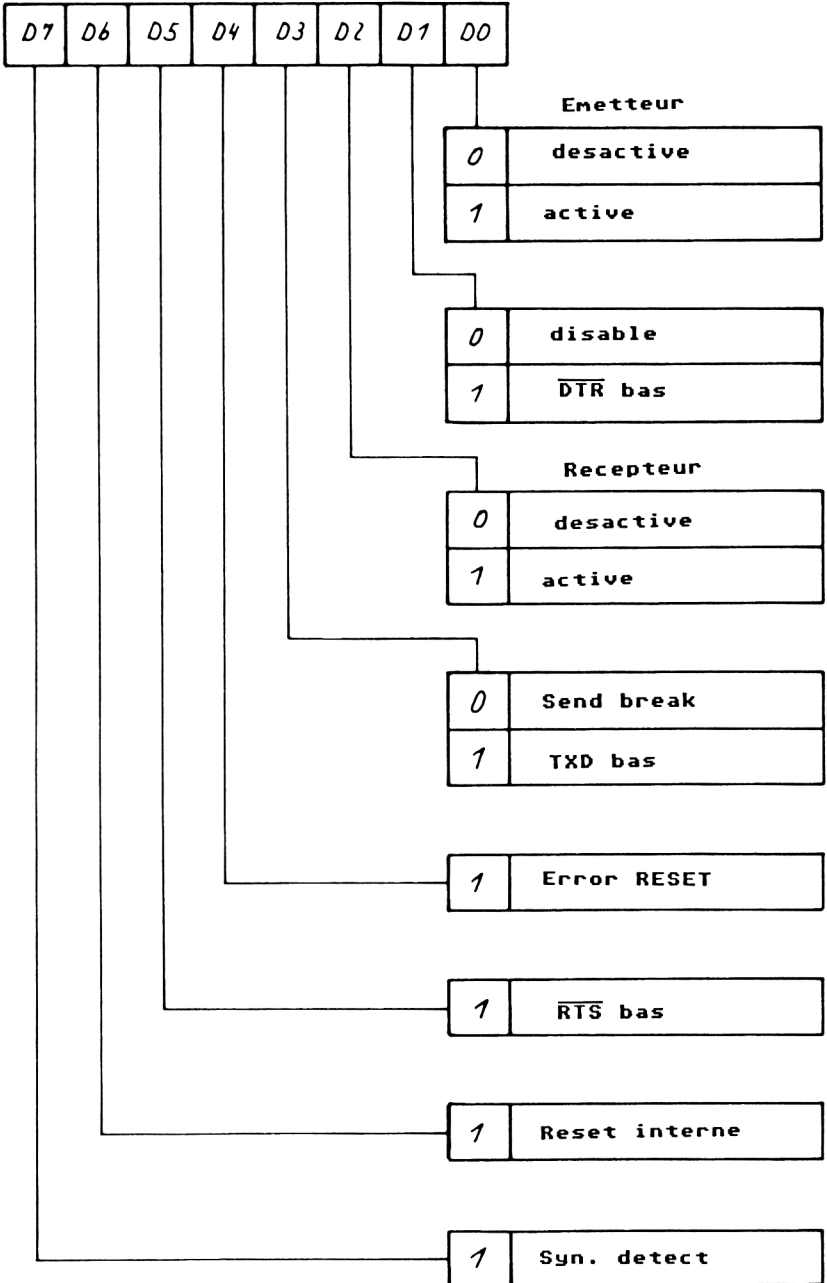 D7 D6 D5 D4 D3 D2 D1 D0
Emetteur
0 desactive
1 active
0 disable
1 D̅T̅R̅ bas
Recepteur
0 desactive
1 active
0 Send break
1 TXD bas
1 Error RESET
1 R̅T̅S̅ bas
1 Reset interne
1 Syn. detect